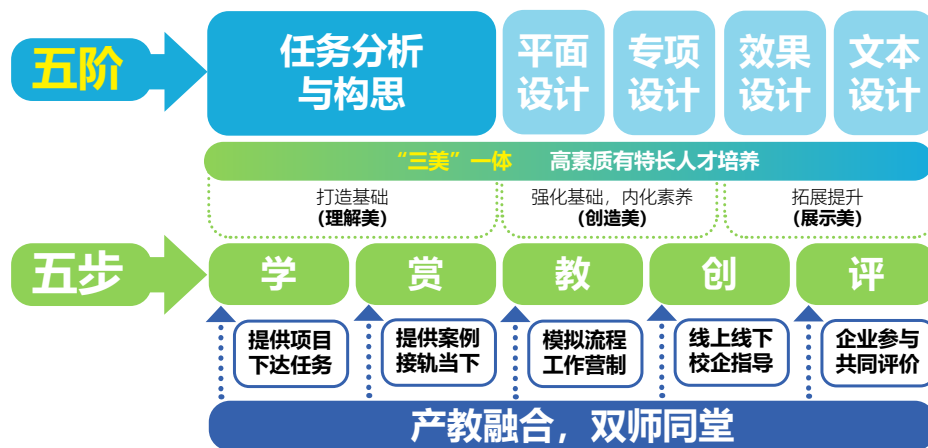 五阶
任务分析
与构思
平面
设计
专项
设计
效果
设计
文本
设计
“三美”一体 高素质有特长人才培养
打造基础
(理解美)
强化基础，内化素养
(创造美)
拓展提升
(展示美)
五步
学
赏
教
创
评
提供项目
下达任务
提供案例
接轨当下
模拟流程
工作营制
线上线下
校企指导
企业参与
共同评价
产教融合，双师同堂